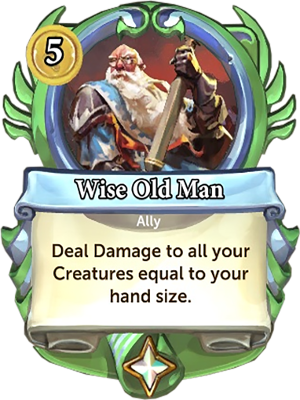 5
Wise Old Man
Ally
Deal Damage to all your
Creatures equal to your
hand size.